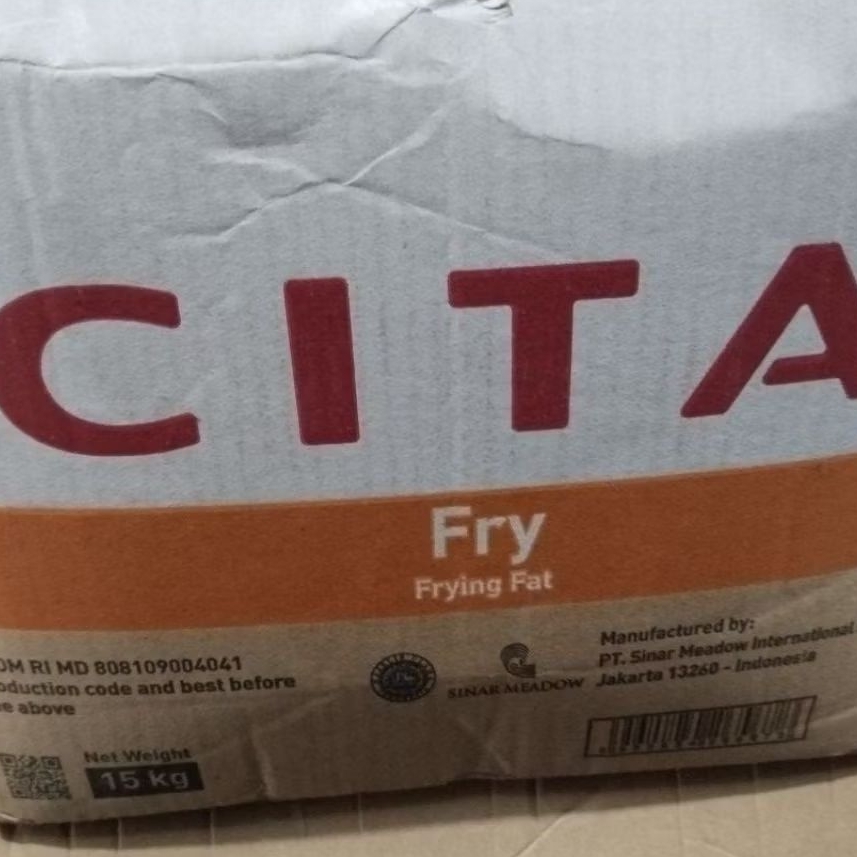 CITA
Fry
Frying Fat
OM RI MD 808109004041
oduction code and best before
e above
Net Weight
15 kg
SINAR MEADOW
Manufactured by:
PT. Sinar Meadow International
Jakarta 13260 - Indonesia